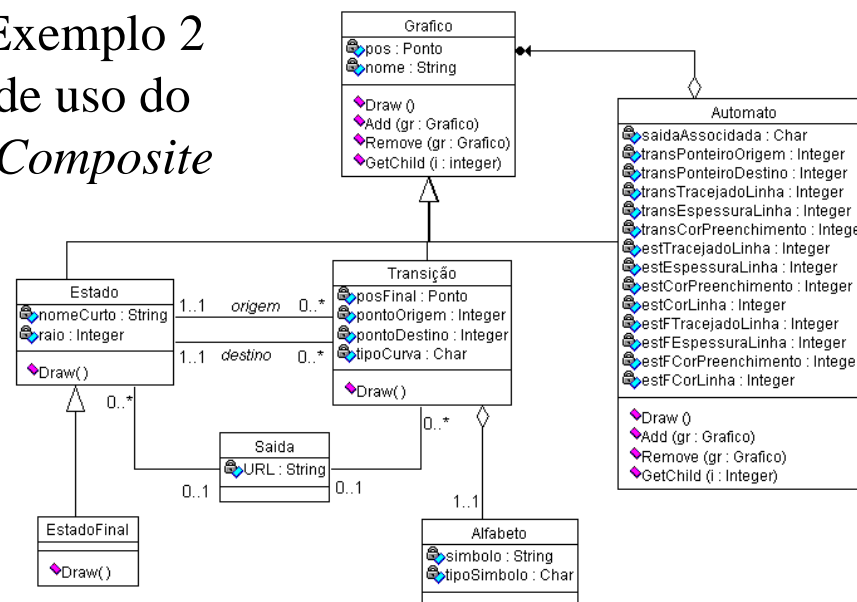 Exemplo 2
de uso do
Composite
Grafico
pos : Ponto
nome : String
Draw ()
Add (gr : Grafico)
Remove (gr : Grafico)
GetChild (i : integer)
Automato
saidaAssociada : Char
transPonteiroOrigem : Integer
transPonteiroDestino : Integer
transTracejadoLinha : Integer
transEspessuraLinha : Integer
transCorPreenchimento : Intege
estTracejadoLinha : Integer
estEspessuraLinha : Integer
estCorPreenchimento : Integer
estCorLinha : Integer
estFTracejadoLinha : Integer
estFEspessuraLinha : Integer
estFCorPreenchimento : Intege
estFCorLinha : Integer
Draw ()
Add (gr : Grafico)
Remove (gr : Grafico)
GetChild (i : Integer)
Estado
nomeCurto : String
raio : Integer
Draw()
1..1 origem 0..*
1..1 destino 0..*
Transição
posFinal : Ponto
pontoOrigem : Integer
pontoDestino : Integer
tipoCurva : Char
Draw()
0..*
0..*
Saida
URL : String
0..1
0..1
1..1
EstadoFinal
Draw()
Alfabeto
simbolo : String
tipoSimbolo : Char